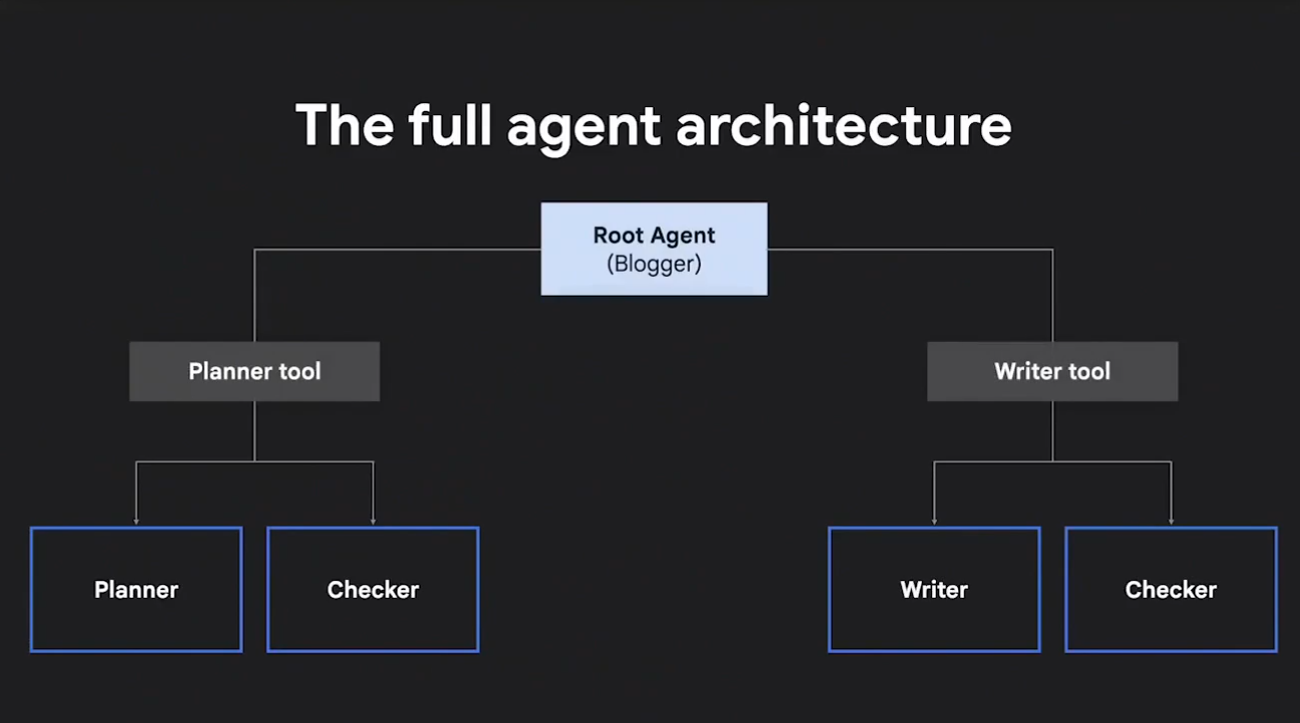 The full agent architecture
Root Agent
(Blogger)
Planner tool
Writer tool
Planner
Checker
Writer
Checker